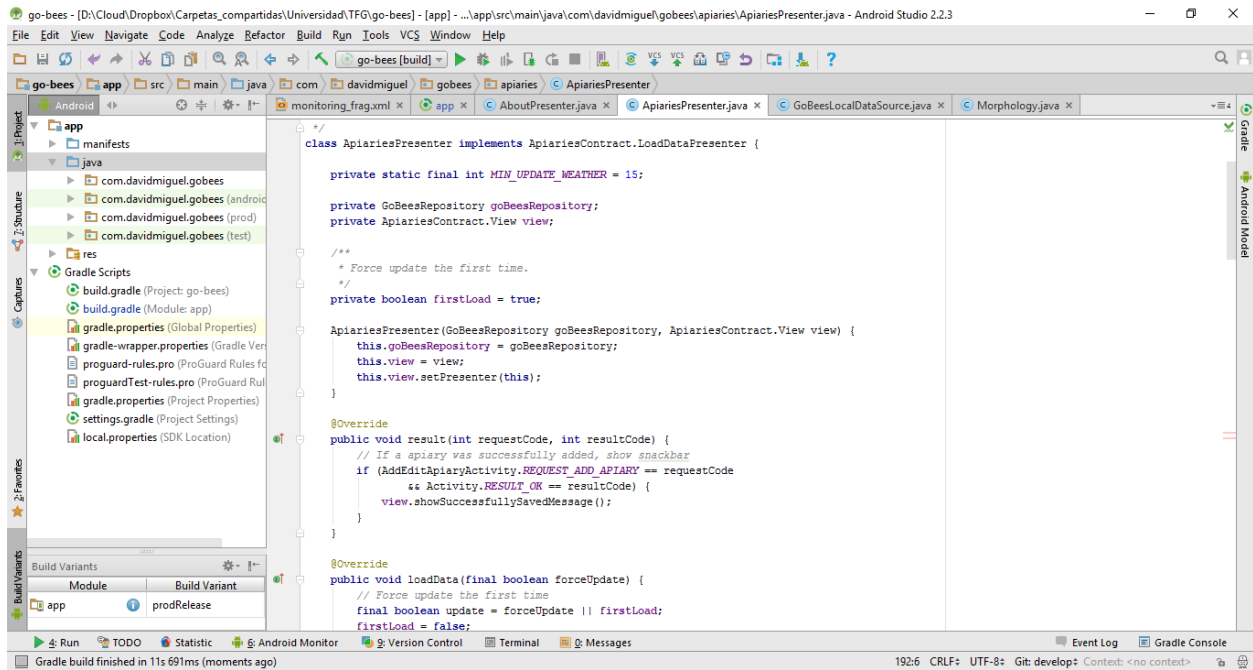 go-bees - [D:\Cloud\Dropbox\Carpetas_compartidas\Universidad\TFG\go-bees] - [app] - ...\app\src\main\java\com\davidmiguel\gobees\apiaries\ApiariesPresenter.java - Android Studio 2.2.3
File Edit View Navigate Code Analyze Refactor Build Run Tools VCS Window Help
go-bees [build]
VCS VCS
go-bees app src main java com davidmiguel gobees apiaries ApiariesPresenter
Android
monitoring_frag.xml app AboutPresenter.java ApiariesPresenter.java GoBeesLocalDataSource.java Morphology.java
4
1: Project
7: Structure
Captures
2: Favorites
Build Variants
app
manifests
java
com.davidmiguel.gobees
com.davidmiguel.gobees (android
com.davidmiguel.gobees (prod)
com.davidmiguel.gobees (test)
res
Gradle Scripts
build.gradle (Project: go-bees)
build.gradle (Module: app)
gradle.properties (Global Properties)
gradle-wrapper.properties (Gradle Ver
proguard-rules.pro (ProGuard Rules fo
proguardTest-rules.pro (ProGuard Rul
gradle.properties (Project Properties)
settings.gradle (Project Settings)
local.properties (SDK Location)
Build Variants
Module Build Variant
app prodRelease
*/
class ApiariesPresenter implements ApiariesContract.LoadDataPresenter {
private static final int MIN_UPDATE_WEATHER = 15;
private GoBeesRepository goBeesRepository;
private ApiariesContract.View view;
/**
* Force update the first time.
*/
private boolean firstLoad = true;
ApiariesPresenter(GoBeesRepository goBeesRepository, ApiariesContract.View view) {
this.goBeesRepository = goBeesRepository;
this.view = view;
this.view.setPresenter(this);
}
@Override
public void result(int requestCode, int resultCode) {
// If a apiary was successfully added, show snackbar
if (AddEditApiaryActivity.REQUEST_ADD_APIARY == requestCode
&& Activity.RESULT_OK == resultCode) {
view.showSuccessfullySavedMessage();
}
}
@Override
public void loadData(final boolean forceUpdate) {
// Force update the first time
final boolean update = forceUpdate || firstLoad;
firstLoad = false;
Gradle
Android Model
4: Run TODO Statistic 6: Android Monitor 9: Version Control Terminal 0: Messages Event Log Gradle Console
Gradle build finished in 11s 691ms (moments ago) 192:6 CRLF UTF-8 Git: develop Context: <no context>